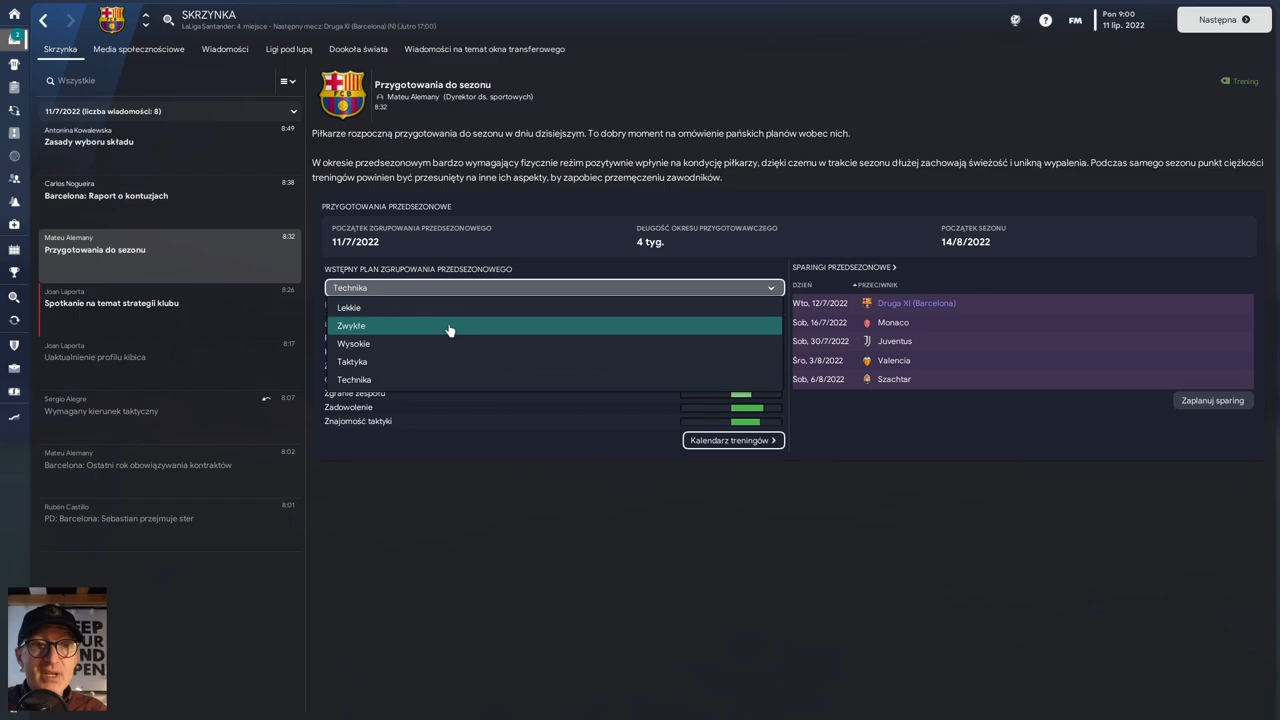 SKRZYNKA
LaLiga Santander: 4. miejsce - Następny mecz: Druga XI (Barcelona) (N) (Jutro 17:00)
FM
Pon 9:00
11 lip. 2022
Następna
2
Skrzynka
Media społecznościowe
Wiadomości
Ligi pod lupą
Dookoła świata
Wiadomości na temat okna transferowego
Wszystkie
11/7/2022 (liczba wiadomości: 8)
Antonina Kowalewska
8:49
Zasady wyboru składu
Carlos Nogueira
8:38
Barcelona: Raport o kontuzjach
Mateu Alemany
8:32
Przygotowania do sezonu
Joan Laporta
8:26
Spotkanie na temat strategii klubu
Joan Laporta
8:17
Uaktualnienie profilu kibica
Sergio Alegre
8:07
Wymagany kierunek taktyczny
Mateu Alemany
8:02
Barcelona: Ostatni rok obowiązywania kontraktów
Rubén Castillo
8:01
PD: Barcelona: Sebastian przejmuje ster
Przygotowania do sezonu
Mateu Alemany (Dyrektor ds. sportowych)
8:32
Trening
Piłkarze rozpoczną przygotowania do sezonu w dniu dzisiejszym. To dobry moment na omówienie pańskich planów wobec nich.
W okresie przedsezonowym bardzo wymagający fizycznie reżim pozytywnie wpłynie na kondycję piłkarzy, dzięki czemu w trakcie sezonu dłużej zachowają świeżość i unikną wypalenia. Podczas samego sezonu punkt ciężkości
treningów powinien być przesunięty na inne ich aspekty, by zapobiec przemęczeniu zawodników.
PRZYGOTOWANIA PRZEDSEZONOWE
POCZĄTEK ZGRUPOWANIA PRZEDSEZONOWEGO
11/7/2022
DŁUGOŚĆ OKRESU PRZYGOTOWAWCZEGO
4 tyg.
POCZĄTEK SEZONU
14/8/2022
WSTĘPNY PLAN ZGRUPOWANIA PRZEDSEZONOWEGO
Technika
Lekkie
Zwykłe
Wysokie
Taktyka
Technika
Zgranie zespołu
Zadowolenie
Znajomość taktyki
Kalendarz treningów
SPARINGI PRZEDSEZONOWE
DZIEŃ
PRZECIWNIK
Wto, 12/7/2022
Druga XI (Barcelona)
Sob, 16/7/2022
Monaco
Sob, 30/7/2022
Juventus
Śro, 3/8/2022
Valencia
Sob, 6/8/2022
Szachtar
Zaplanuj sparing
KEEP
YOUR
MIND
OPEN